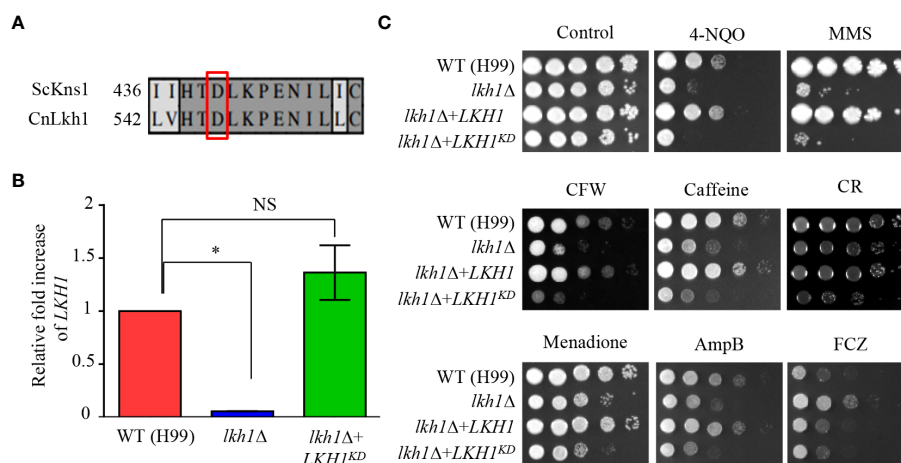 A
ScKns1 436 I I H T D L K P E N I L I C
CnLkh1 542 L V H T D L K P E N I L L C
B
Relative fold increase
of LKH1
2
1.5
1
0.5
0
NS
*
WT (H99)
lkh1Δ
lkh1Δ+
LKH1KD
C
Control 4-NQO MMS
WT (H99)
lkh1Δ
lkh1Δ+LKH1
lkh1Δ+LKH1KD
CFW Caffeine CR
WT (H99)
lkh1Δ
lkh1Δ+LKH1
lkh1Δ+LKH1KD
Menadione AmpB FCZ
WT (H99)
lkh1Δ
lkh1Δ+LKH1
lkh1Δ+LKH1KD